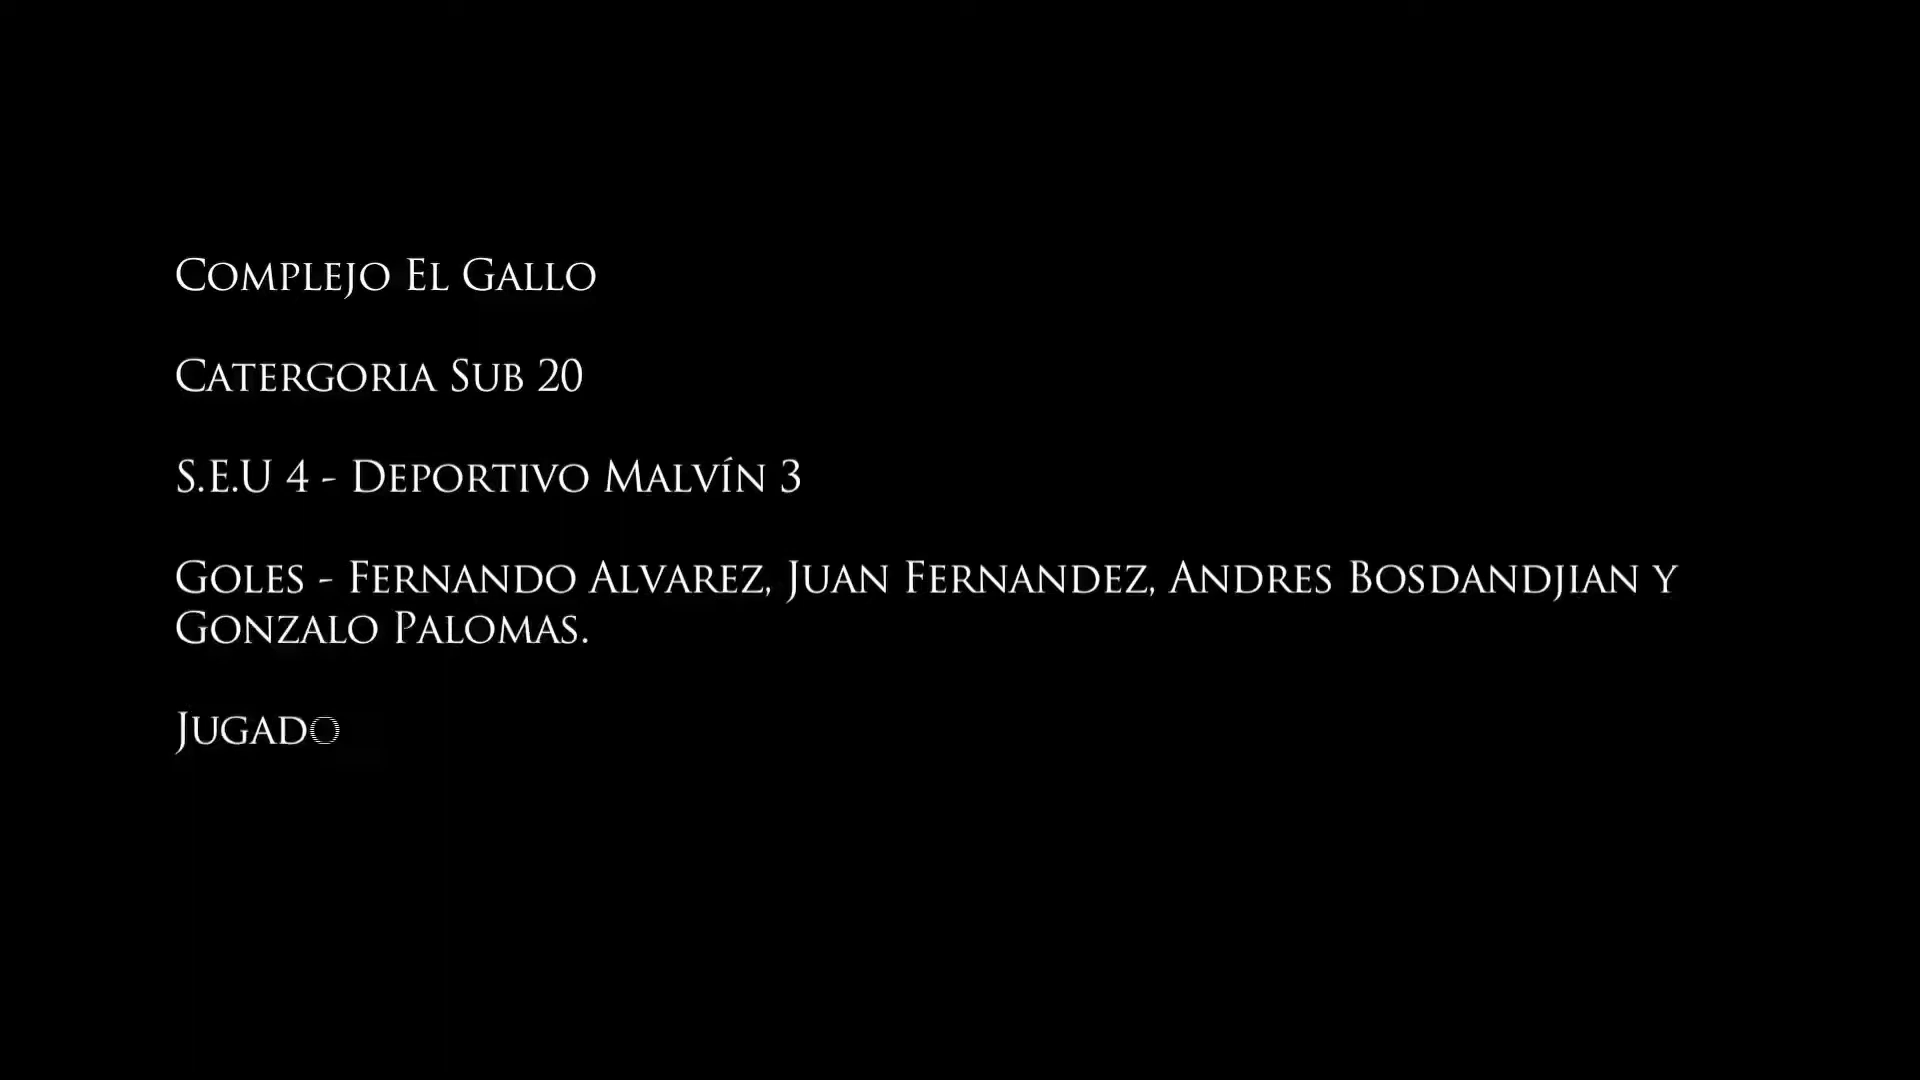 Complejo El Gallo
Catergoria Sub 20
S.E.U 4 - Deportivo Malvín 3
Goles - Fernando Alvarez, Juan Fernandez, Andres Bosdandjian y
Gonzalo Palomas.
Jugado